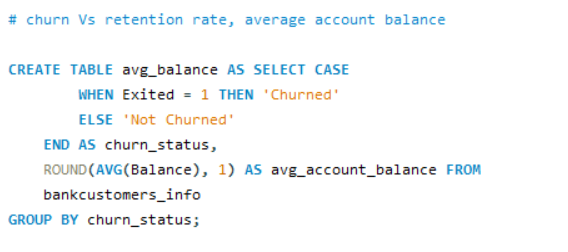 # churn Vs retention rate, average account balance
CREATE TABLE avg_balance AS SELECT CASE
WHEN Exited = 1 THEN 'Churned'
ELSE 'Not Churned'
END AS churn_status,
ROUND(AVG(Balance), 1) AS avg_account_balance FROM
bankcustomers_info
GROUP BY churn_status;